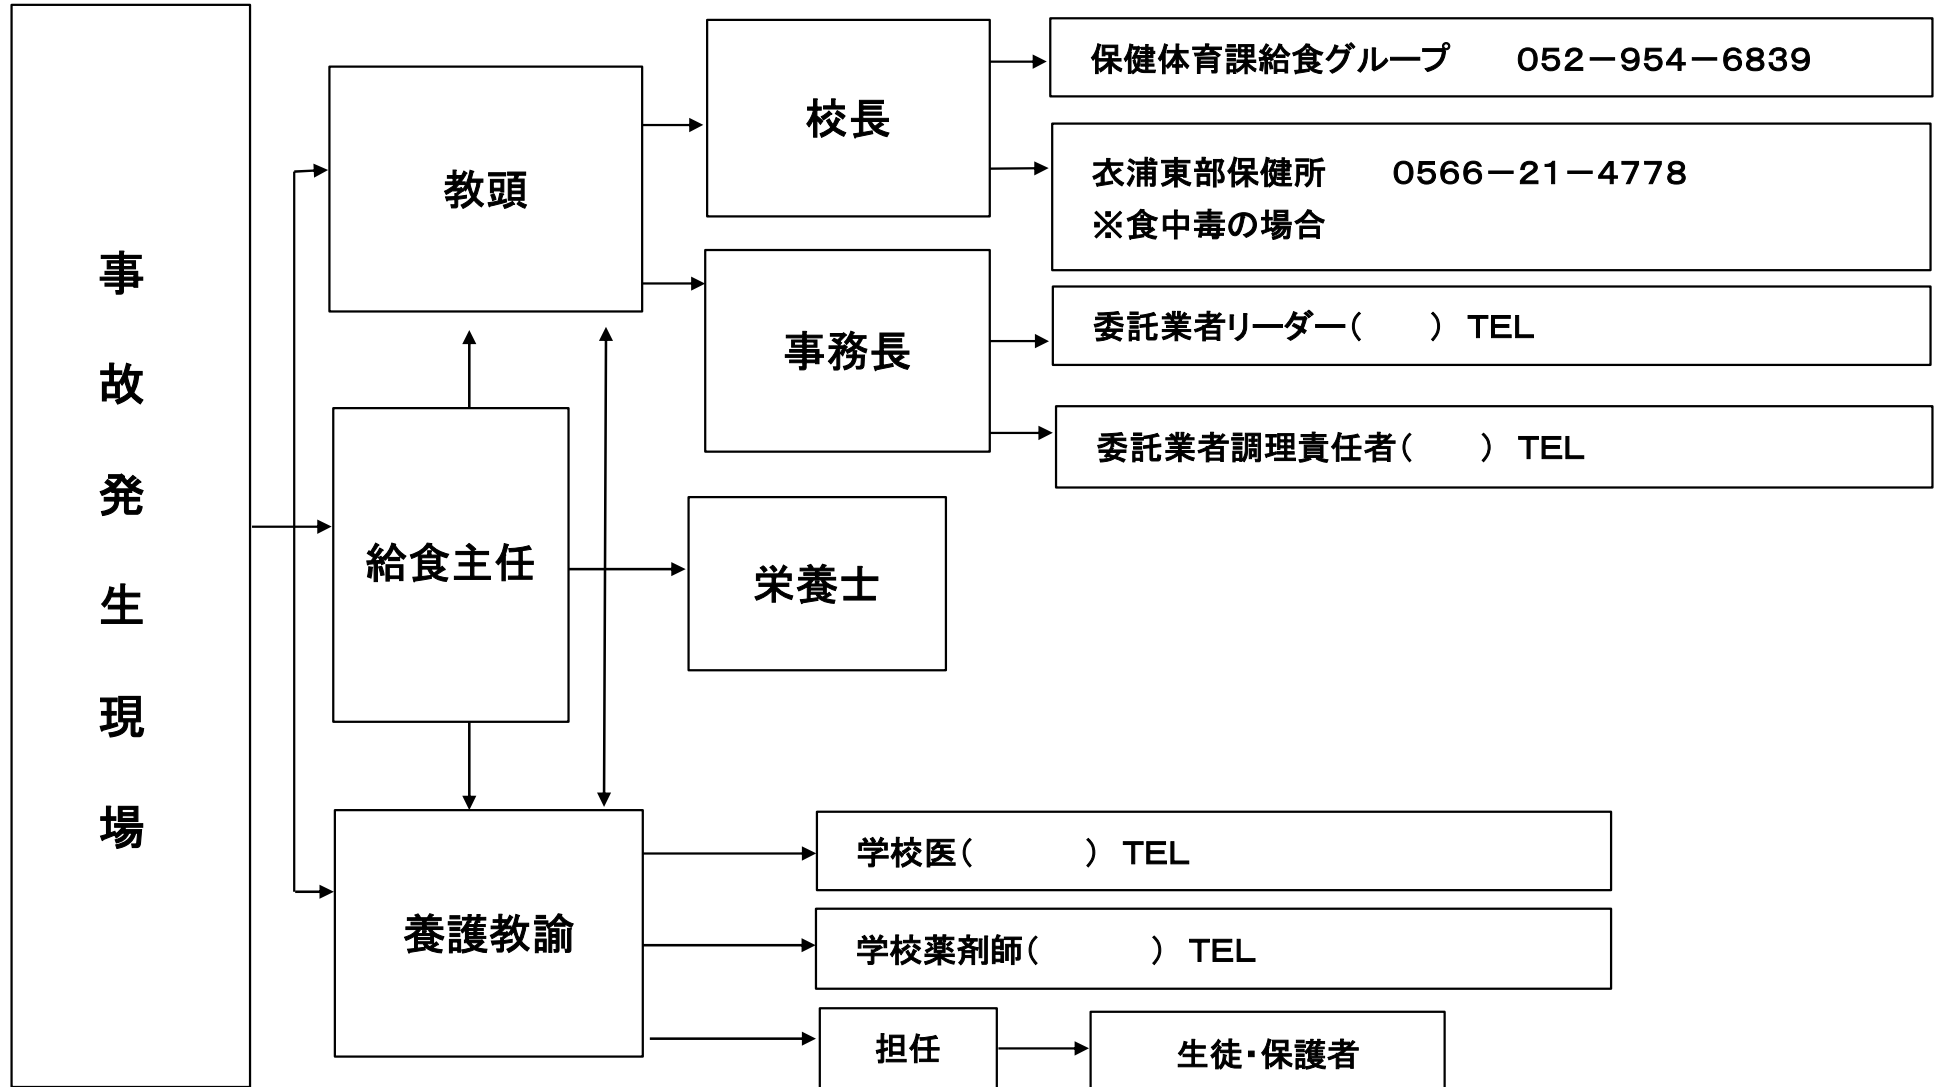 事故発生現場
教頭
校長
保健体育課給食グループ　　052－954－6839
衣浦東部保健所　　0566－21－4778
※食中毒の場合
事務長
委託業者リーダー（　　）　TEL
委託業者調理責任者（　　）　TEL
給食主任
栄養士
養護教諭
学校医（　　　）　TEL
学校薬剤師（　　　）　TEL
担任
生徒・保護者